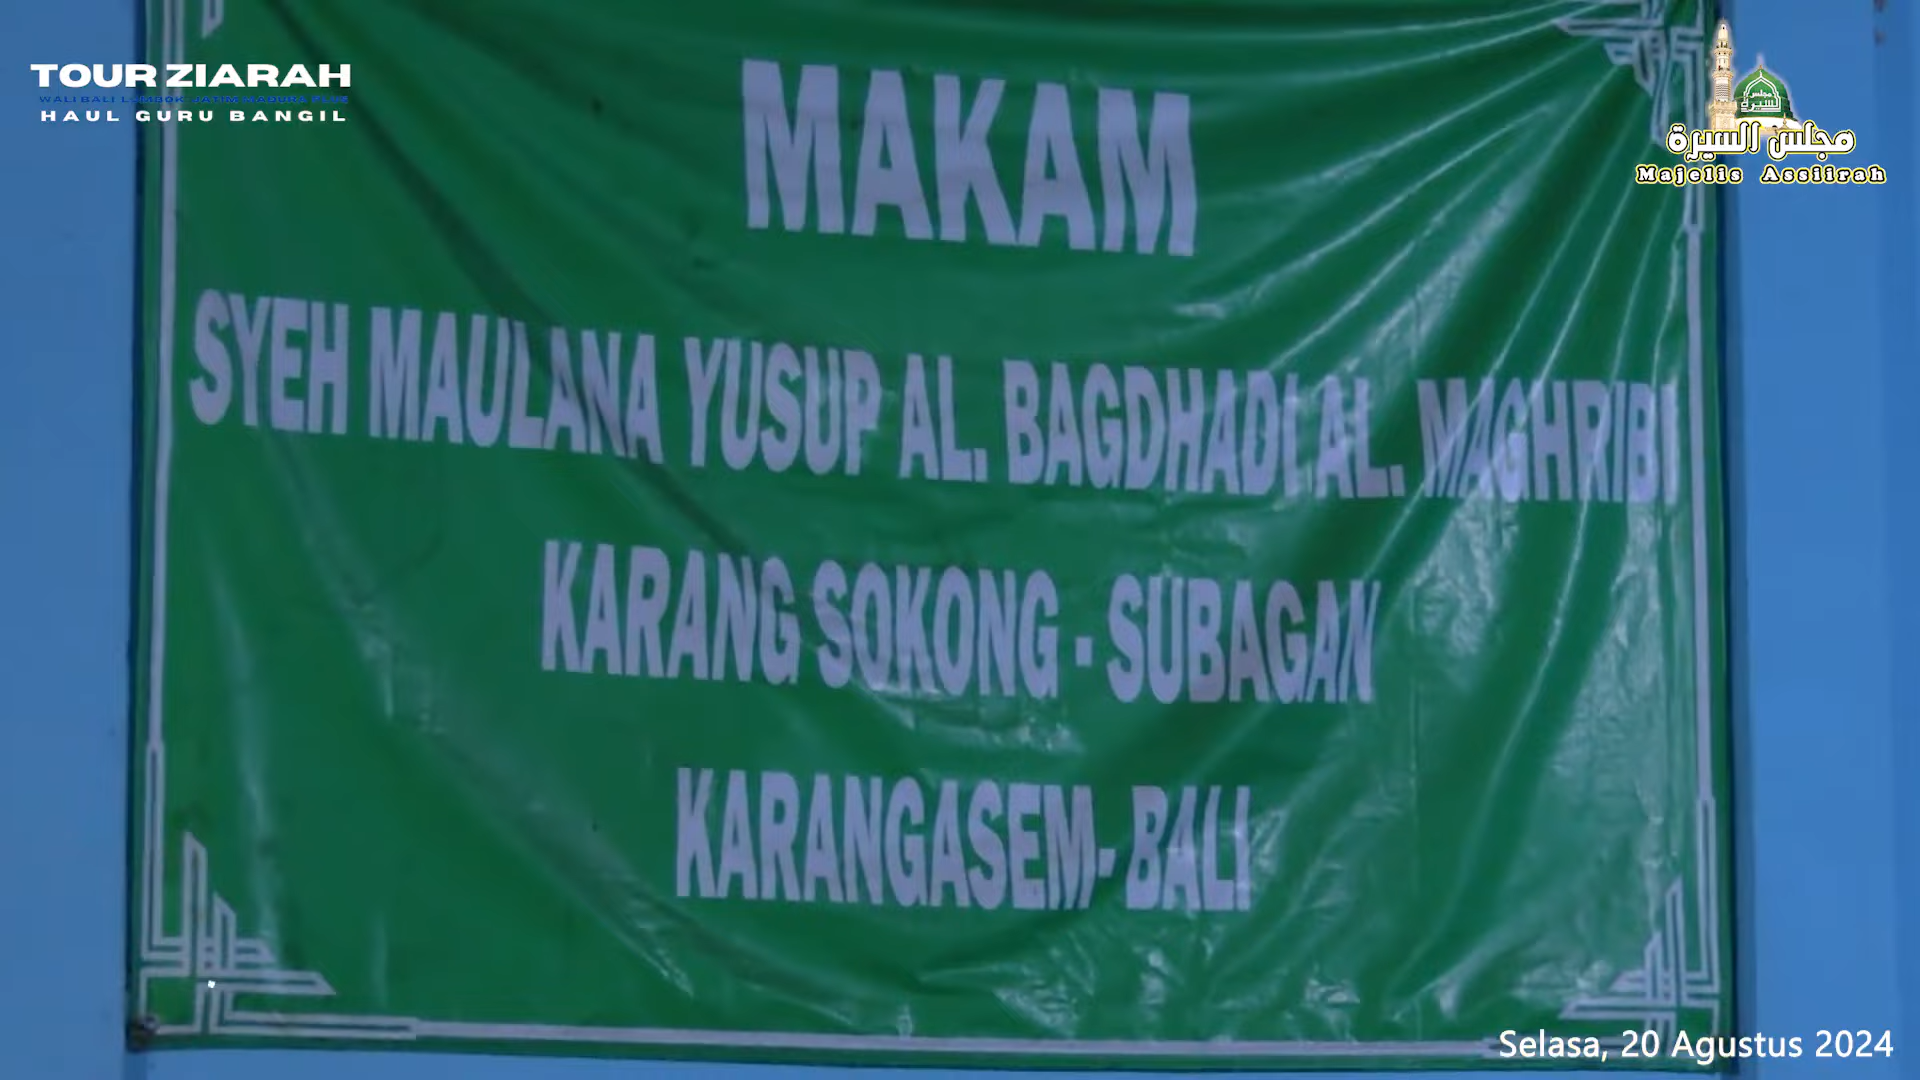 TOUR ZIARAH
HAUL GURU BANGIL
مجلس السيرة
Majelis Assiirah
MAKAM
SYEH MAULANA YUSUP AL. BAGDHADI AL. MAGHRIBI
KARANG SOKONG - SUBAGAN
KARANGASEM- BALI
Selasa, 20 Agustus 2024